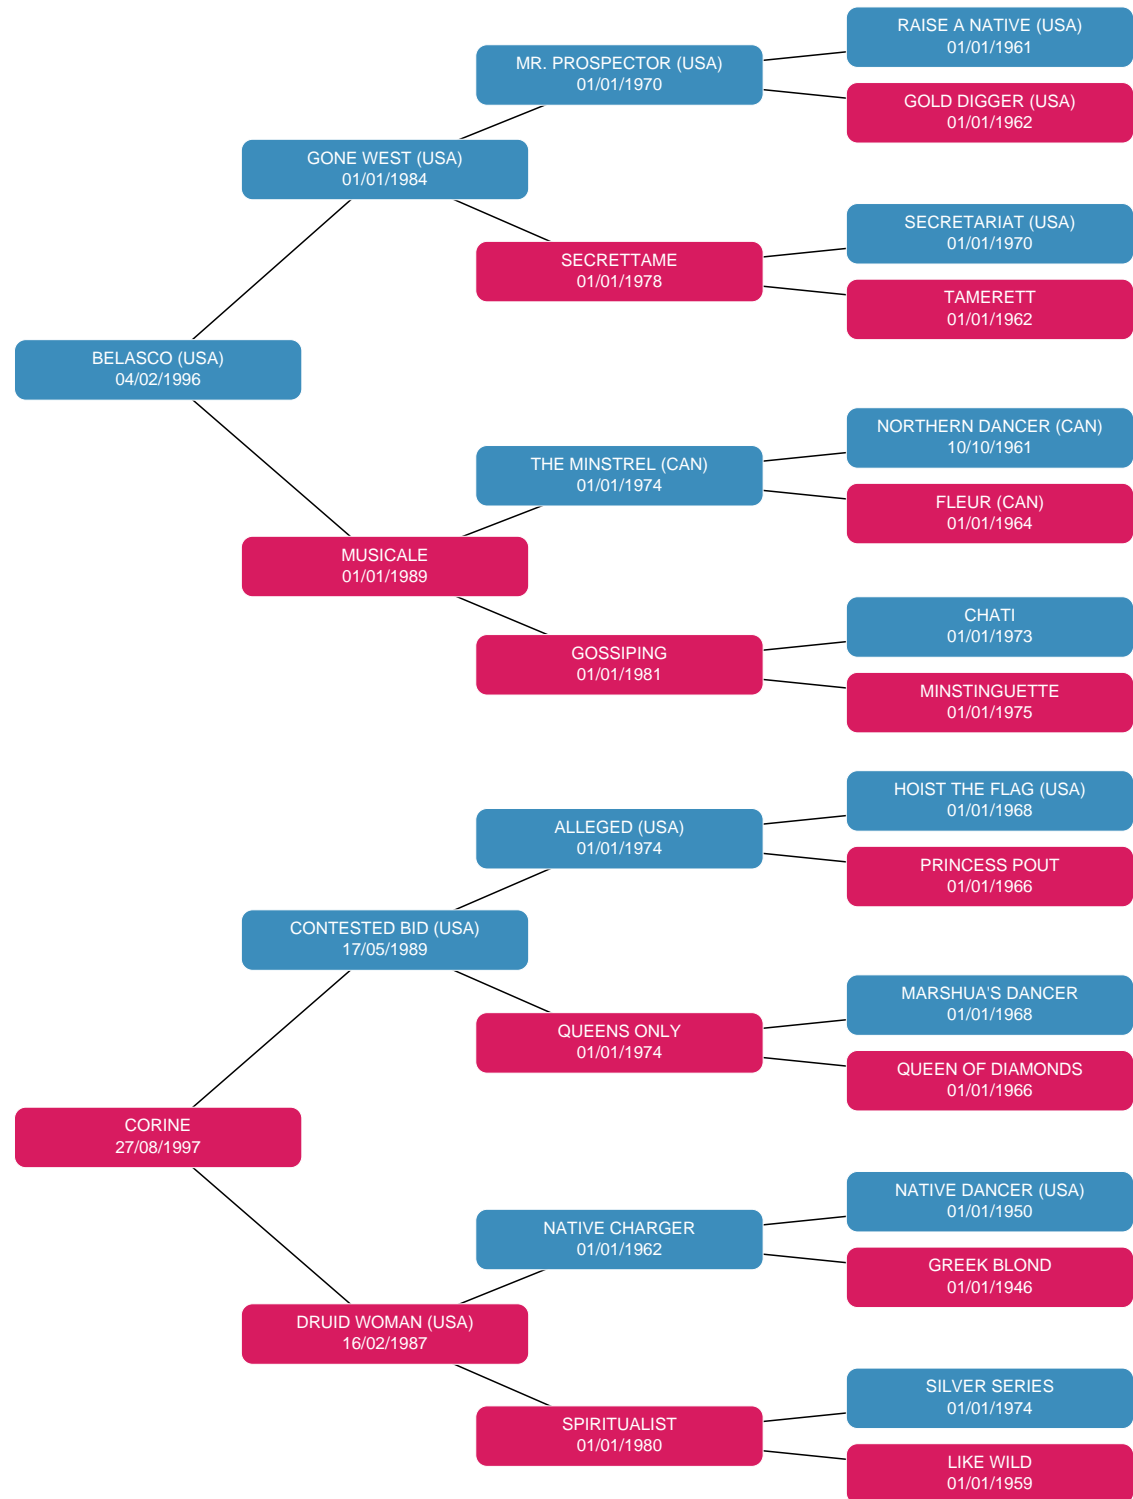 RAISE A NATIVE (USA)
01/01/1961
MR. PROSPECTOR (USA)
01/01/1970
GOLD DIGGER (USA)
01/01/1962
GONE WEST (USA)
01/01/1984
SECRETARIAT (USA)
01/01/1970
SECRETTAME
01/01/1978
TAMERETT
01/01/1962
BELASCO (USA)
04/02/1996
NORTHERN DANCER (CAN)
10/10/1961
THE MINSTREL (CAN)
01/01/1974
FLEUR (CAN)
01/01/1964
MUSICALE
01/01/1989
CHATI
01/01/1973
GOSSIPING
01/01/1981
MINSTINGUETTE
01/01/1975
HOIST THE FLAG (USA)
01/01/1968
ALLEGED (USA)
01/01/1974
PRINCESS POUT
01/01/1966
CONTESTED BID (USA)
17/05/1989
MARSHUA'S DANCER
01/01/1968
QUEENS ONLY
01/01/1974
QUEEN OF DIAMONDS
01/01/1966
CORINE
27/08/1997
NATIVE DANCER (USA)
01/01/1950
NATIVE CHARGER
01/01/1962
GREEK BLOND
01/01/1946
DRUID WOMAN (USA)
16/02/1987
SILVER SERIES
01/01/1974
SPIRITUALIST
01/01/1980
LIKE WILD
01/01/1959